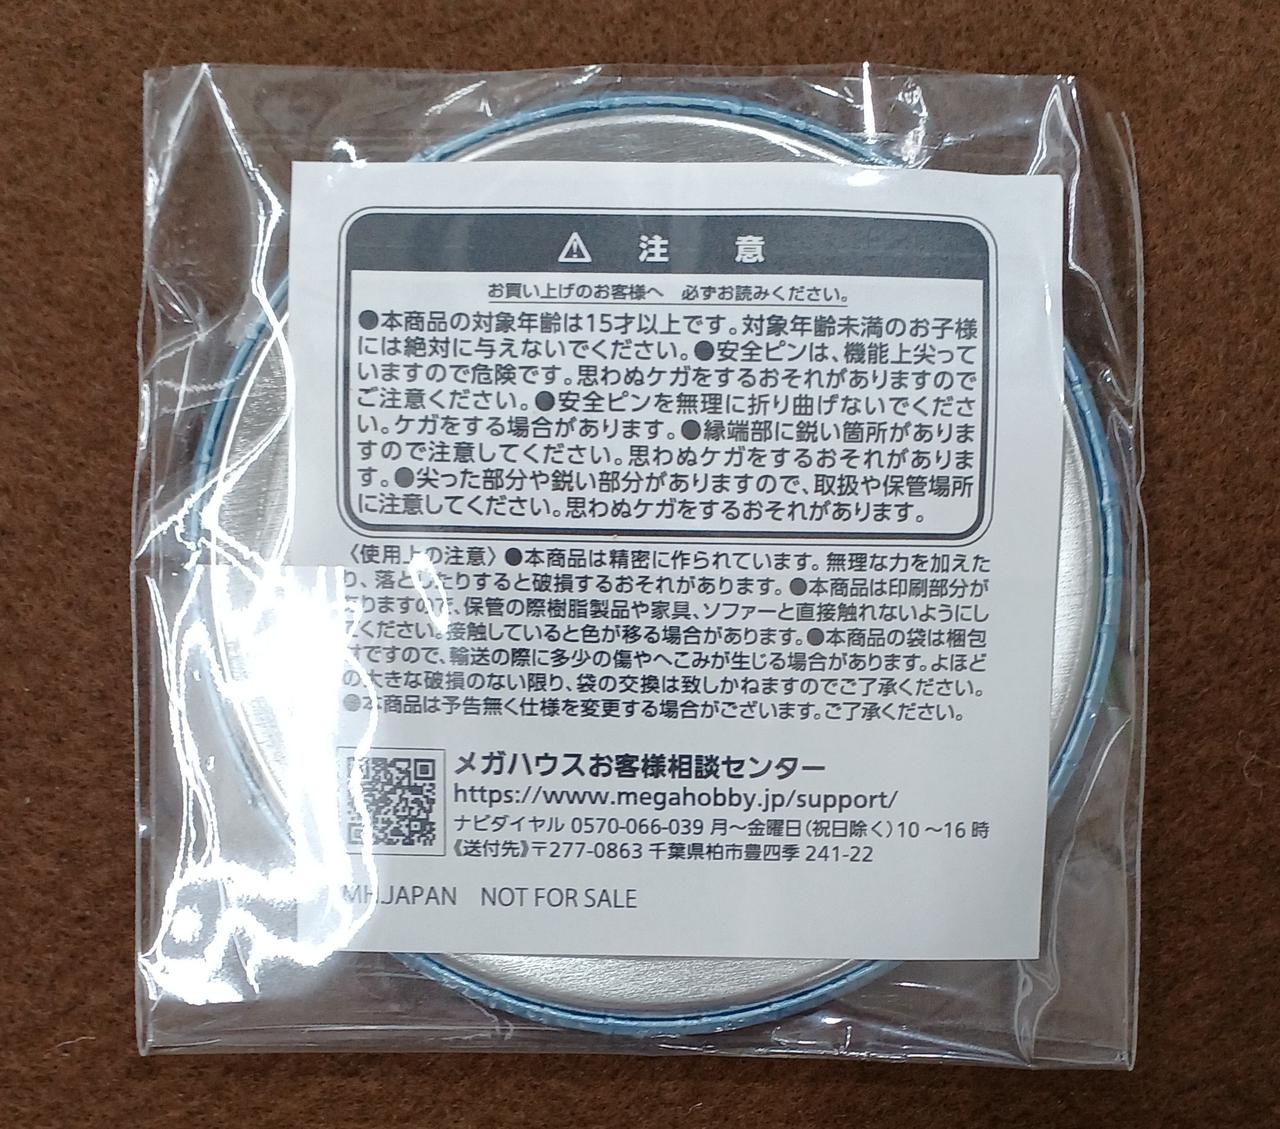 ⚠ 注 意
お買い上げのお客様へ 必ずお読みください。
●本商品の対象年齢は15才以上です。対象年齢未満のお子様
には絶対に与えないでください。●安全ピンは、機能上尖って
いますので危険です。思わぬケガをするおそれがありますので
ご注意ください。●安全ピンを無理に折り曲げないでくださ
い。ケガをする場合があります。●縁端部に鋭い箇所がありま
すので注意してください。思わぬケガをするおそれがありま
す。●尖った部分や鋭い部分がありますので、取扱や保管場所
に注意してください。思わぬケガをするおそれがあります。
〈使用上の注意〉●本商品は精密に作られています。無理な力を加えた
り、落としたりすると破損するおそれがあります。●本商品は印刷部分が
ありますので、保管の際樹脂製品や家具、ソファーと直接触れないようにし
てください。接触していると色が移る場合があります。●本商品の袋は梱包
材ですので、輸送の際に多少の傷やへこみが生じる場合があります。よほど
の大きな破損のない限り、袋の交換は致しかねますのでご了承ください。
●本商品は予告無く仕様を変更する場合がございます。ご了承ください。
メガハウスお客様相談センター
https://www.megahobby.jp/support/
ナビダイヤル 0570-066-039 月〜金曜日(祝日除く)10〜16時
《送付先》〒277-0863 千葉県柏市豊四季 241-22
MH.JAPAN NOT FOR SALE